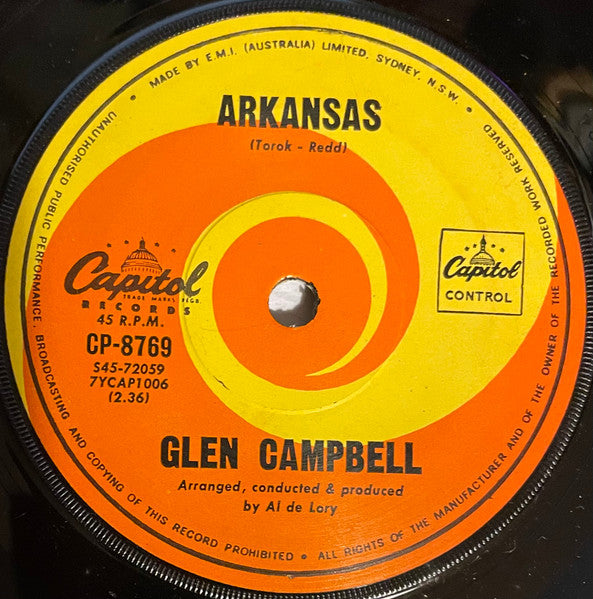 MADE BY E.M.I. (AUSTRALIA) LIMITED, SYDNEY, N.S.W.
ARKANSAS
(Torok - Redd)
Capitol
TRADE MARKS REGD.
RECORDS
45 R.P.M.
CP-8769
S45-72059
7YCAP1006
(2.36)
Capitol
CONTROL
GLEN CAMPBELL
Arranged, conducted & produced
by Al de Lory
UNAUTHORISED PUBLIC PERFORMANCE, BROADCASTING AND COPYING OF THIS RECORD PROHIBITED • ALL RIGHTS OF THE MANUFACTURER AND OF THE OWNER OF THE RECORDED WORK RESERVED